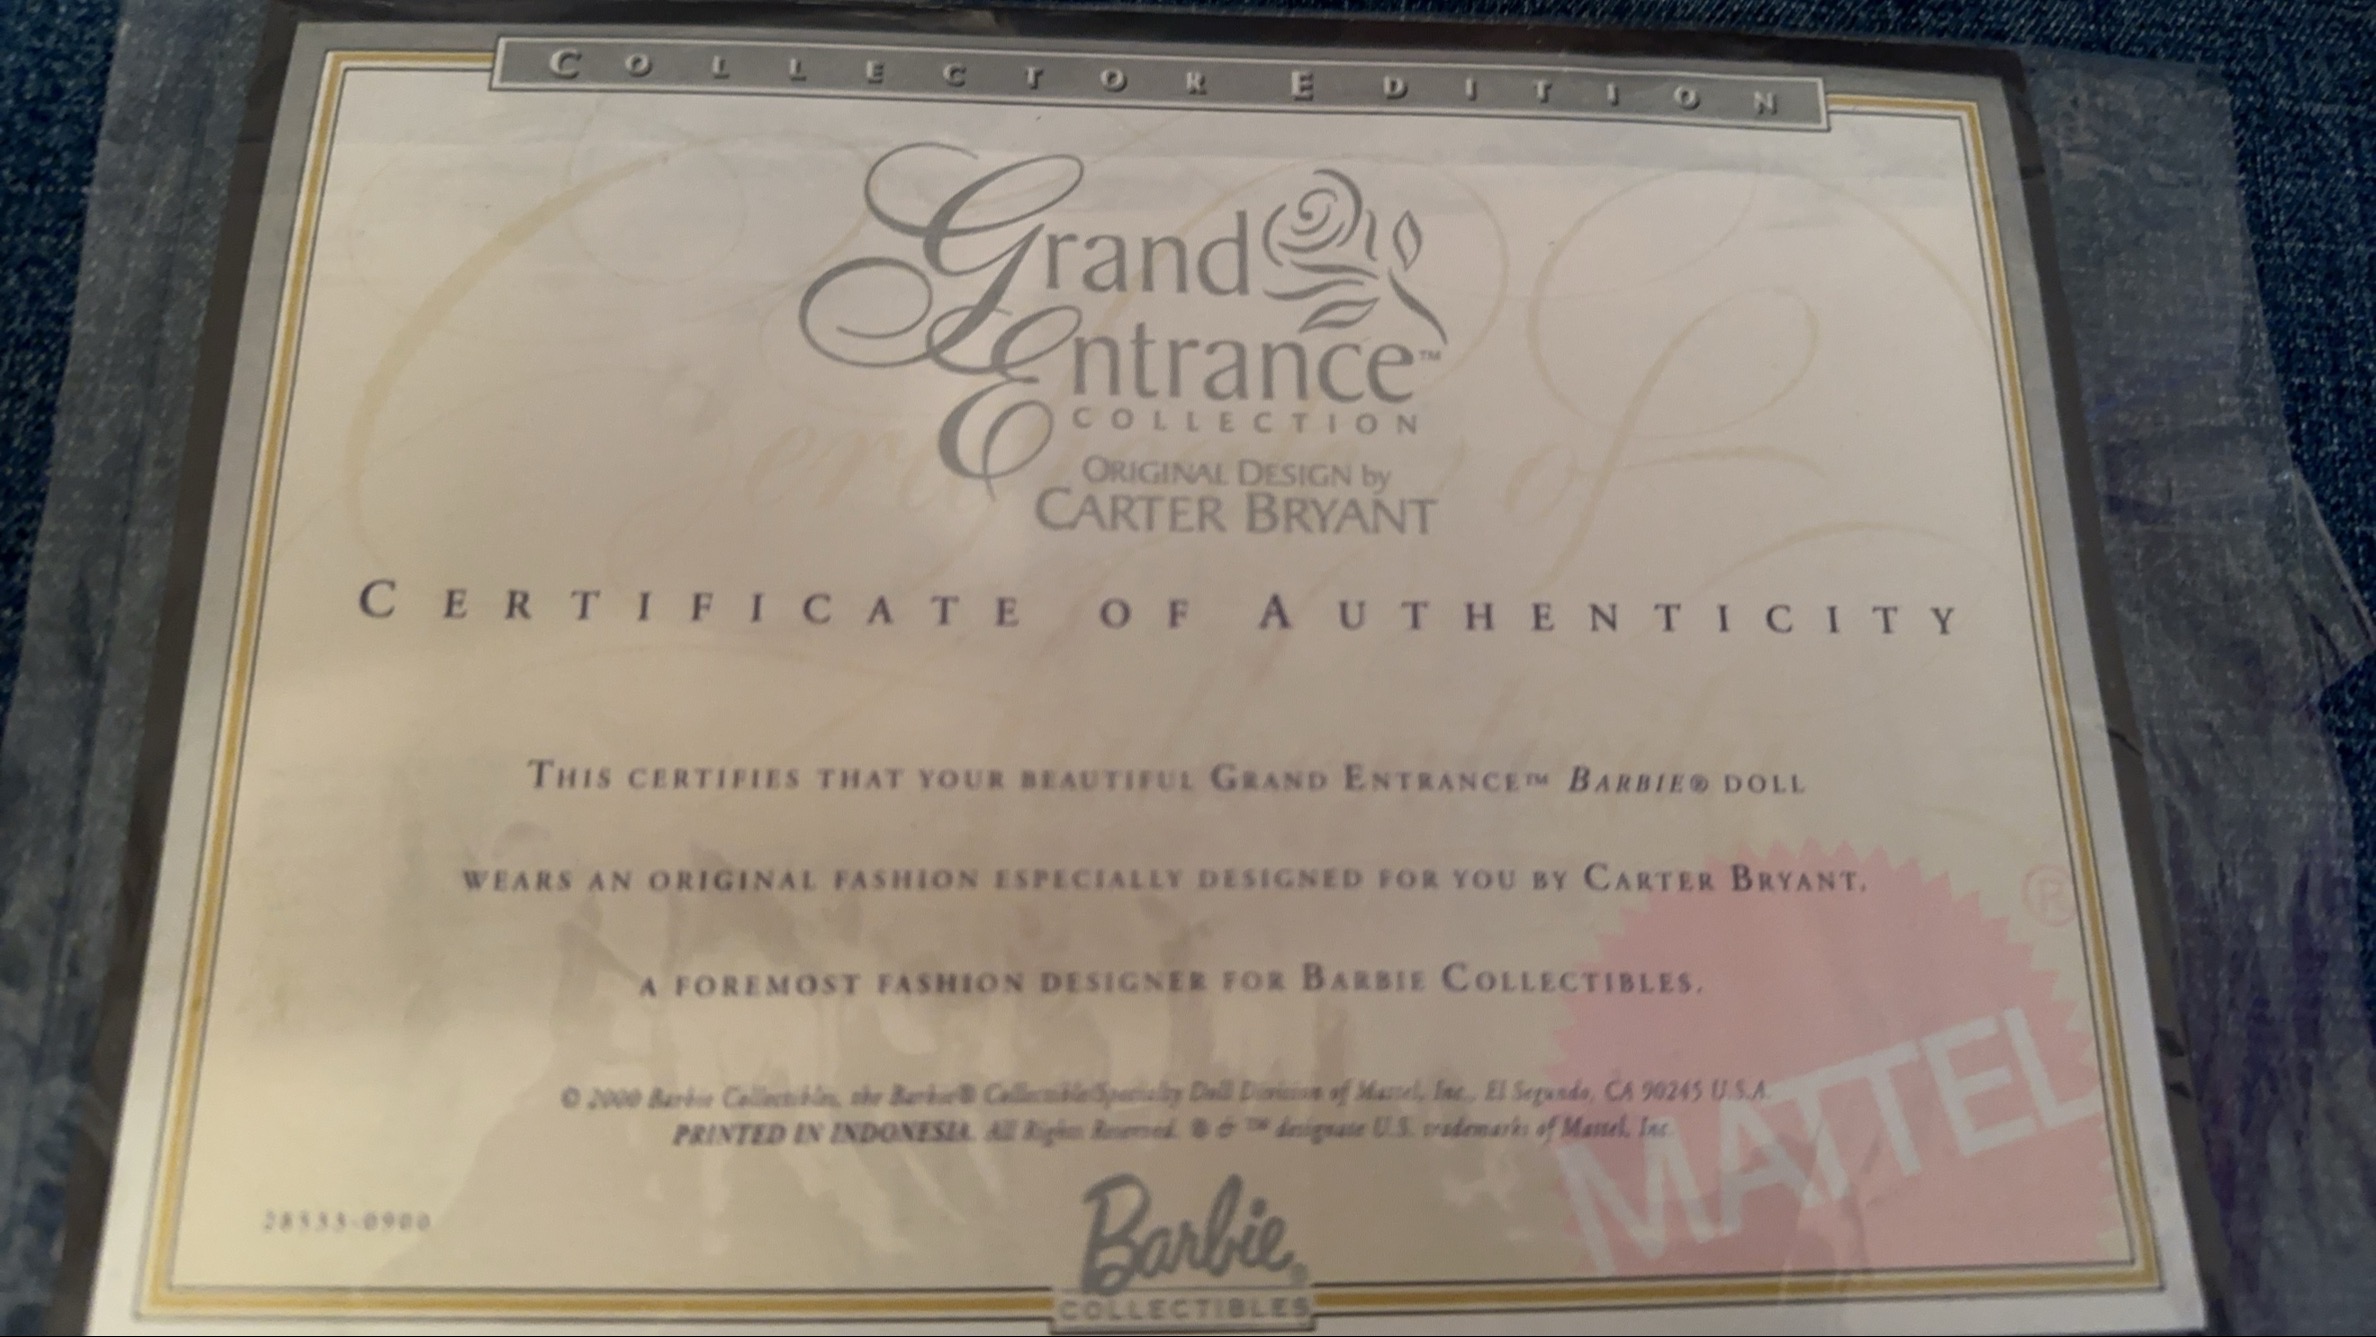 COLLECTOR EDITION
Grand
Entrance™
COLLECTION
ORIGINAL DESIGN by
CARTER BRYANT
CERTIFICATE OF AUTHENTICITY
THIS CERTIFIES THAT YOUR BEAUTIFUL GRAND ENTRANCE™ BARBIE® DOLL
WEARS AN ORIGINAL FASHION ESPECIALLY DESIGNED FOR YOU BY CARTER BRYANT,
A FOREMOST FASHION DESIGNER FOR BARBIE COLLECTIBLES.
© 2000 Barbie Collectibles, the Barbie® Collectible/Specialty Doll Division of Mattel, Inc., El Segundo, CA 90245 U.S.A.
PRINTED IN INDONESIA. All Rights Reserved. ® & ™ designate U.S. trademarks of Mattel, Inc.
28533-0900
MATTEL ®
Barbie®
COLLECTIBLES